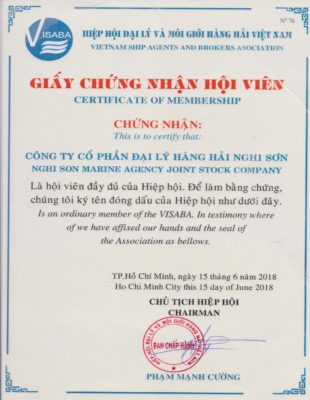 Nº 76
VISABA
HIỆP HỘI ĐẠI LÝ VÀ MÔI GIỚI HÀNG HẢI VIỆT NAM
VIETNAM SHIP AGENTS AND BROKERS ASOCIATION
GIẤY CHỨNG NHẬN HỘI VIÊN
CERTIFICATE OF MEMBERSHIP
CHỨNG NHẬN:
This is to certify that:
CÔNG TY CỔ PHẦN ĐẠI LÝ HÀNG HẢI NGHI SƠN
NGHI SON MARINE AGENCY JOINT STOCK COMPANY
Là hội viên đầy đủ của Hiệp hội. Để làm bằng chứng,
chúng tôi ký tên đóng dấu của Hiệp hội như dưới đây.
Is an ordinary member of the VISABA. In testimony where
of we have affixed our hands and the seal of
the Association as bellows.
TP.Hồ Chí Minh, ngày 15 tháng 6 năm 2018
Ho Chi Minh City this 15 day of June 2018
CHỦ TỊCH HIỆP HỘI
CHAIRMAN
BAN CHẤP HÀNH
PHẠM MẠNH CƯỜNG